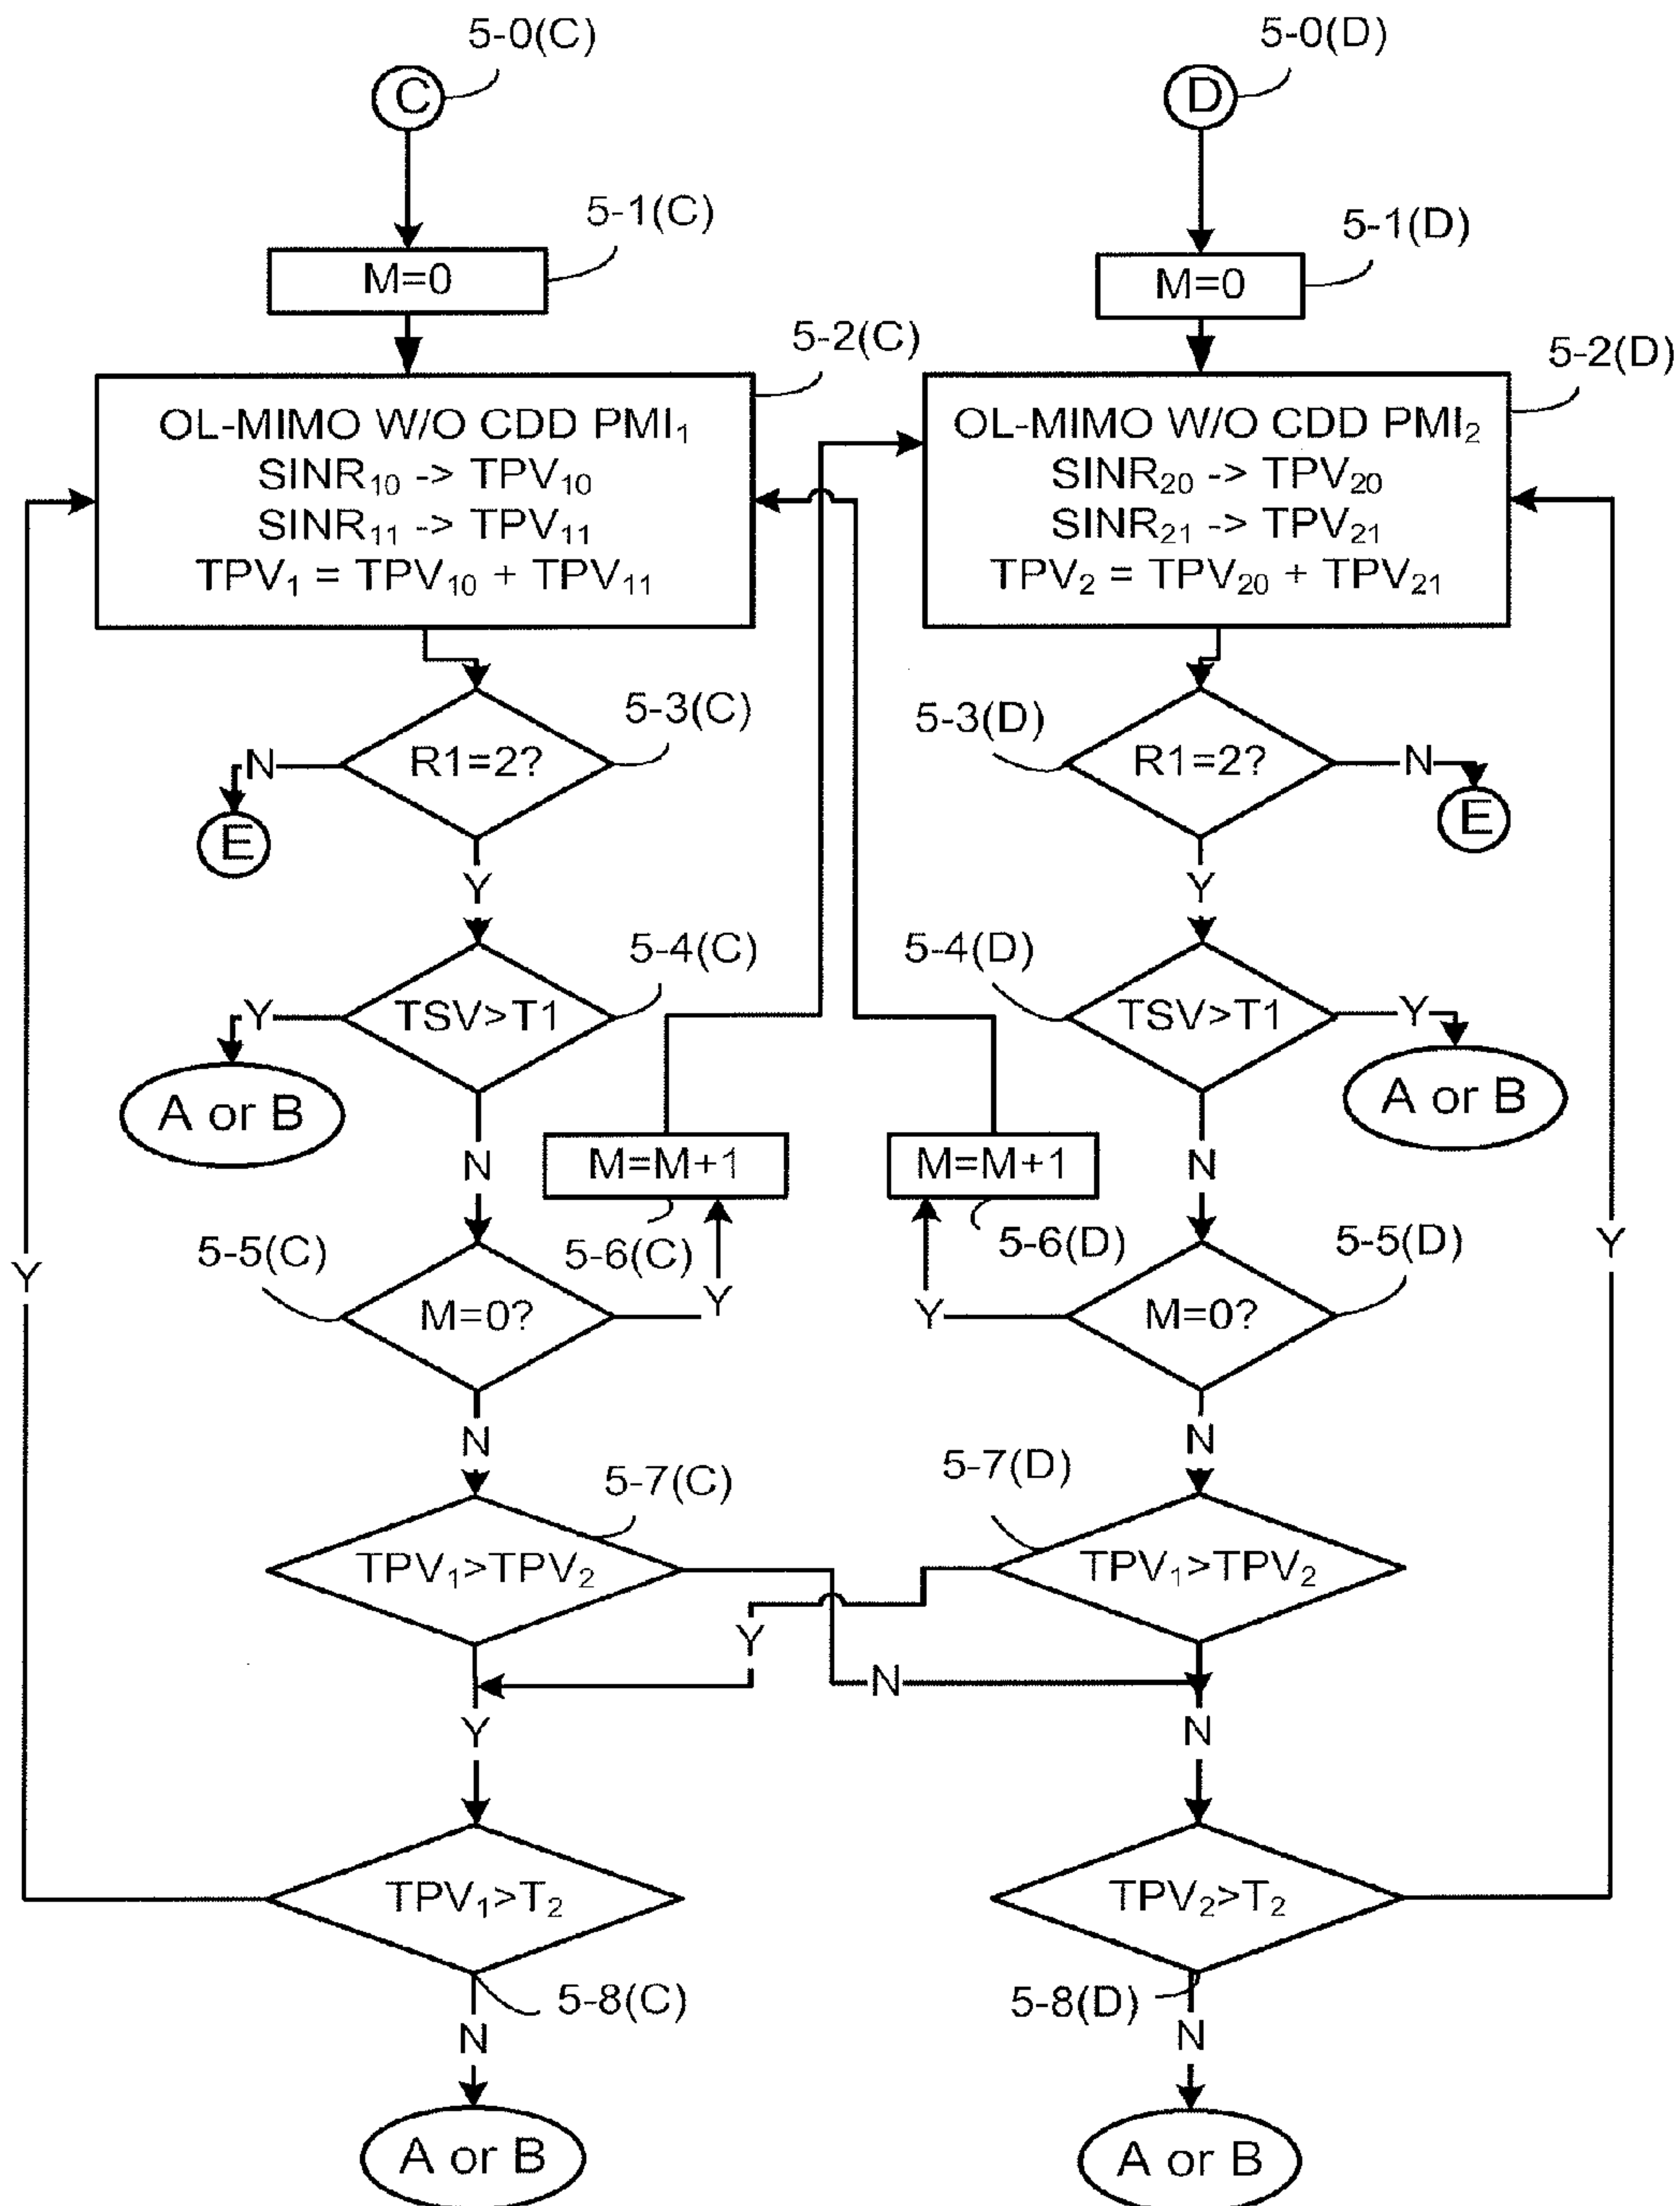 5-0(C)
5-0(D)
C
D
5-1(C)
5-1(D)
M=0
M=0
5-2(C)
5-2(D)
OL-MIMO W/O CDD PMI₁
SINR₁₀ -> TPV₁₀
SINR₁₁ -> TPV₁₁
TPV₁ = TPV₁₀ + TPV₁₁
OL-MIMO W/O CDD PMI₂
SINR₂₀ -> TPV₂₀
SINR₂₁ -> TPV₂₁
TPV₂ = TPV₂₀ + TPV₂₁
5-3(C)
5-3(D)
N
R1=2?
R1=2?
N
E
E
Y
Y
5-4(C)
5-4(D)
Y
TSV>T1
TSV>T1
Y
A or B
A or B
N
M=M+1
M=M+1
N
5-5(C)
5-6(C)
5-6(D)
5-5(D)
Y
Y
M=0?
Y
Y
M=0?
N
N
5-7(C)
5-7(D)
TPV₁>TPV₂
TPV₁>TPV₂
Y
N
Y
N
TPV₁>T₂
TPV₂>T₂
5-8(C)
5-8(D)
N
N
A or B
A or B